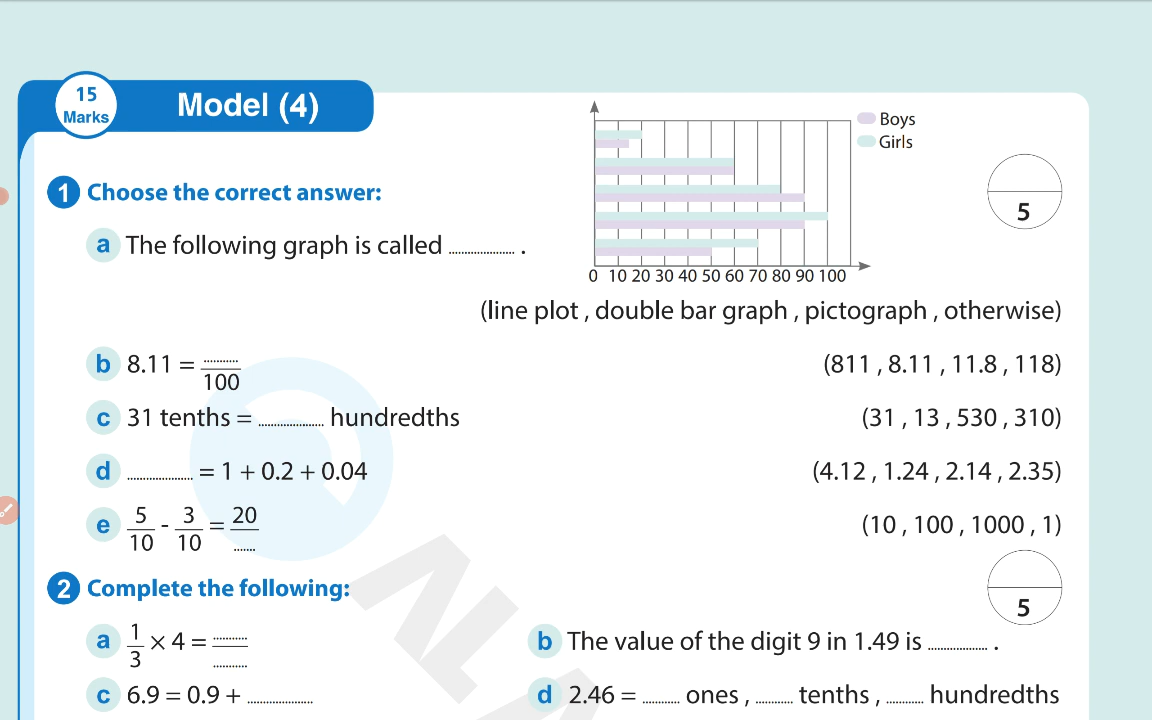 15
Marks
Model (4)
Boys
Girls
0 10 20 30 40 50 60 70 80 90 100
5
1 Choose the correct answer:
a The following graph is called .................... .
(line plot , double bar graph , pictograph , otherwise)
b 8.11 = ........... / 100 (811 , 8.11 , 11.8 , 118)
c 31 tenths = .................... hundredths (31 , 13 , 530 , 310)
d .................... = 1 + 0.2 + 0.04 (4.12 , 1.24 , 2.14 , 2.35)
e 5/10 - 3/10 = 20/....... (10 , 100 , 1000 , 1)
5
2 Complete the following:
a 1/3 × 4 = .........../...........
b The value of the digit 9 in 1.49 is .................. .
c 6.9 = 0.9 + ....................
d 2.46 = ............ ones , ............ tenths , ............ hundredths